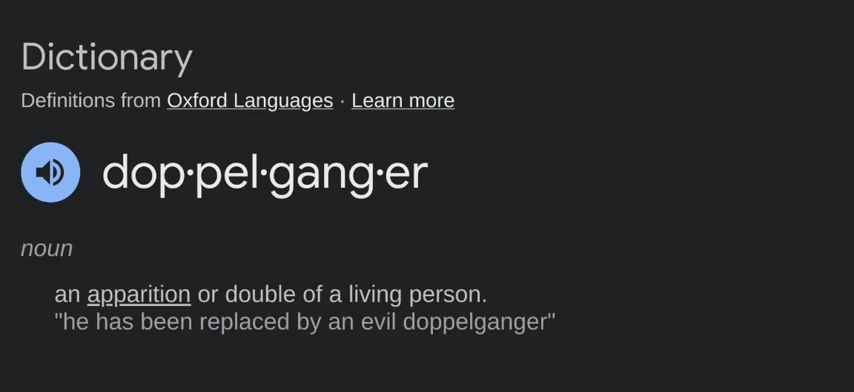 Dictionary
Definitions from Oxford Languages · Learn more
dop·pel·gang·er
noun
an apparition or double of a living person.
"he has been replaced by an evil doppelganger"